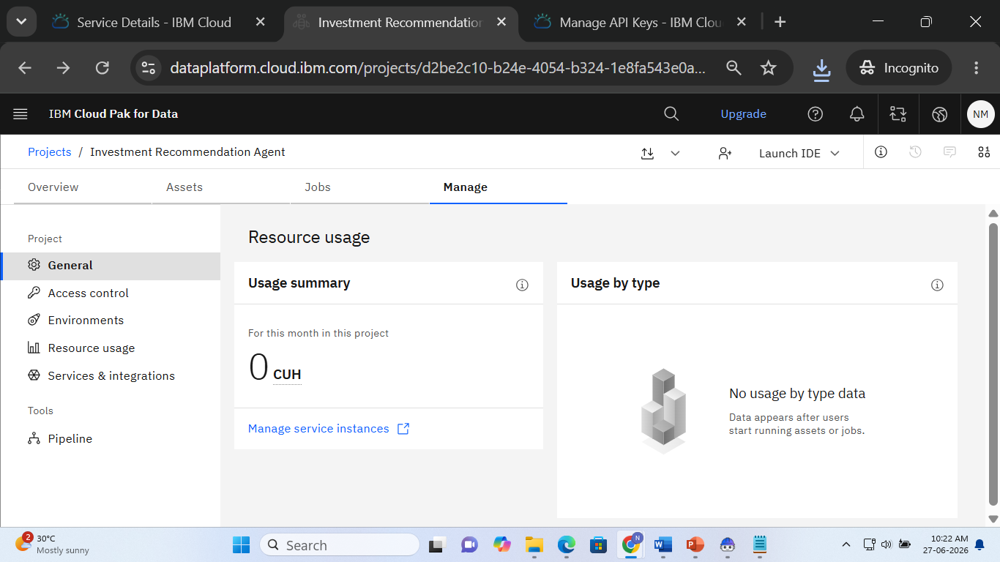 Service Details - IBM Cloud
Investment Recommendation
Manage API Keys - IBM Clou
dataplatform.cloud.ibm.com/projects/d2be2c10-b24e-4054-b324-1e8fa543e0a...
Incognito
IBM Cloud Pak for Data
Upgrade
NM
Projects / Investment Recommendation Agent
Launch IDE
Overview
Assets
Jobs
Manage
Project
General
Access control
Environments
Resource usage
Services & integrations
Tools
Pipeline
Resource usage
Usage summary
For this month in this project
0 CUH
Manage service instances
Usage by type
No usage by type data
Data appears after users
start running assets or jobs.
2
30°C
Mostly sunny
Search
N
10:22 AM
27-06-2026